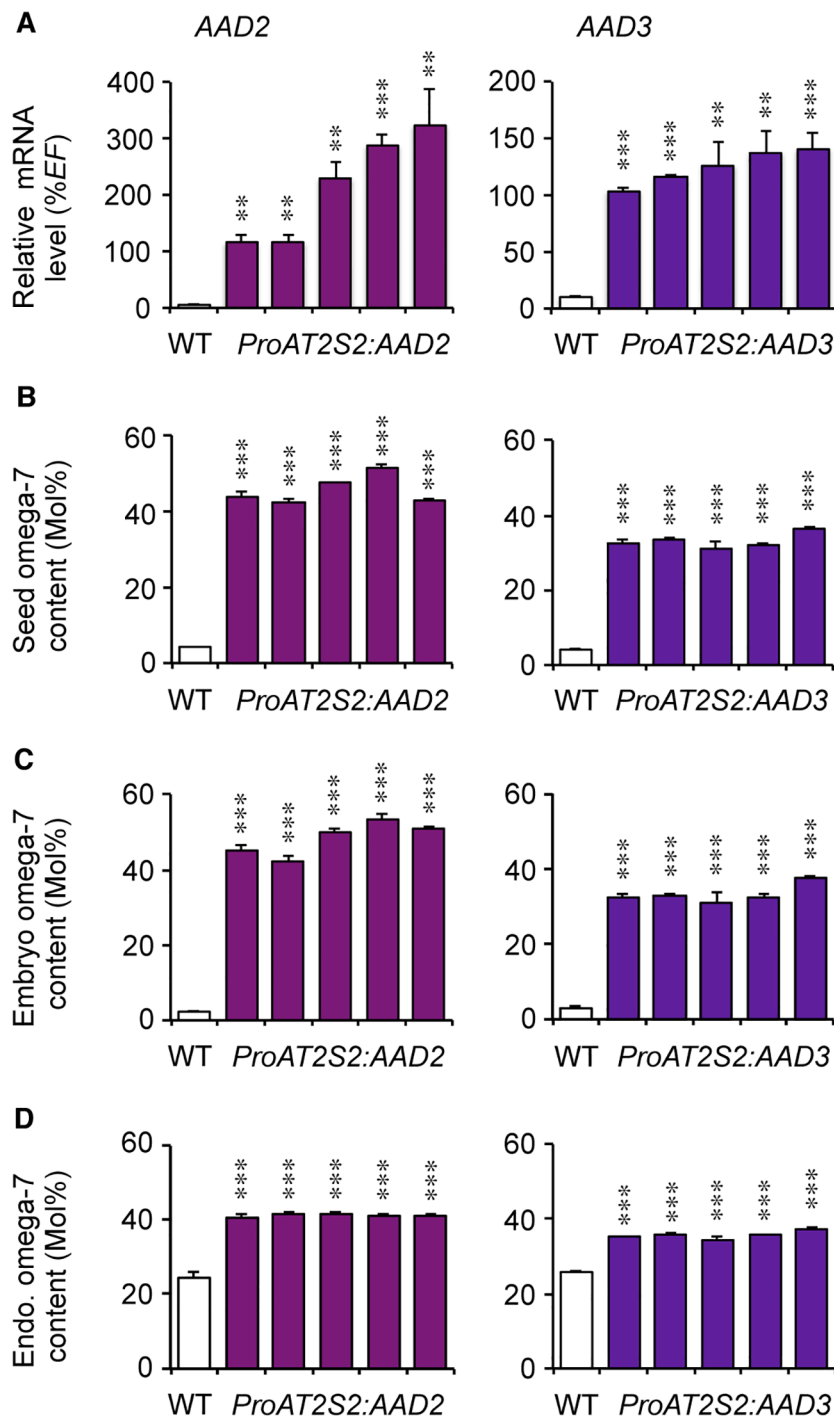 A
AAD2
AAD3
Relative mRNA
level (%EF)
400
300
200
100
0
**
**
**
***
**
WT
ProAT2S2:AAD2
200
150
100
50
0
***
***
**
**
***
WT
ProAT2S2:AAD3
B
Seed omega-7
content (Mol%)
60
40
20
0
***
***
***
***
***
WT
ProAT2S2:AAD2
60
40
20
0
***
***
***
***
***
WT
ProAT2S2:AAD3
C
Embryo omega-7
content (Mol%)
60
40
20
0
***
***
***
***
***
WT
ProAT2S2:AAD2
60
40
20
0
***
***
***
***
***
WT
ProAT2S2:AAD3
D
Endo. omega-7
content (Mol%)
60
40
20
0
***
***
***
***
***
WT
ProAT2S2:AAD2
60
40
20
0
***
***
***
***
***
WT
ProAT2S2:AAD3